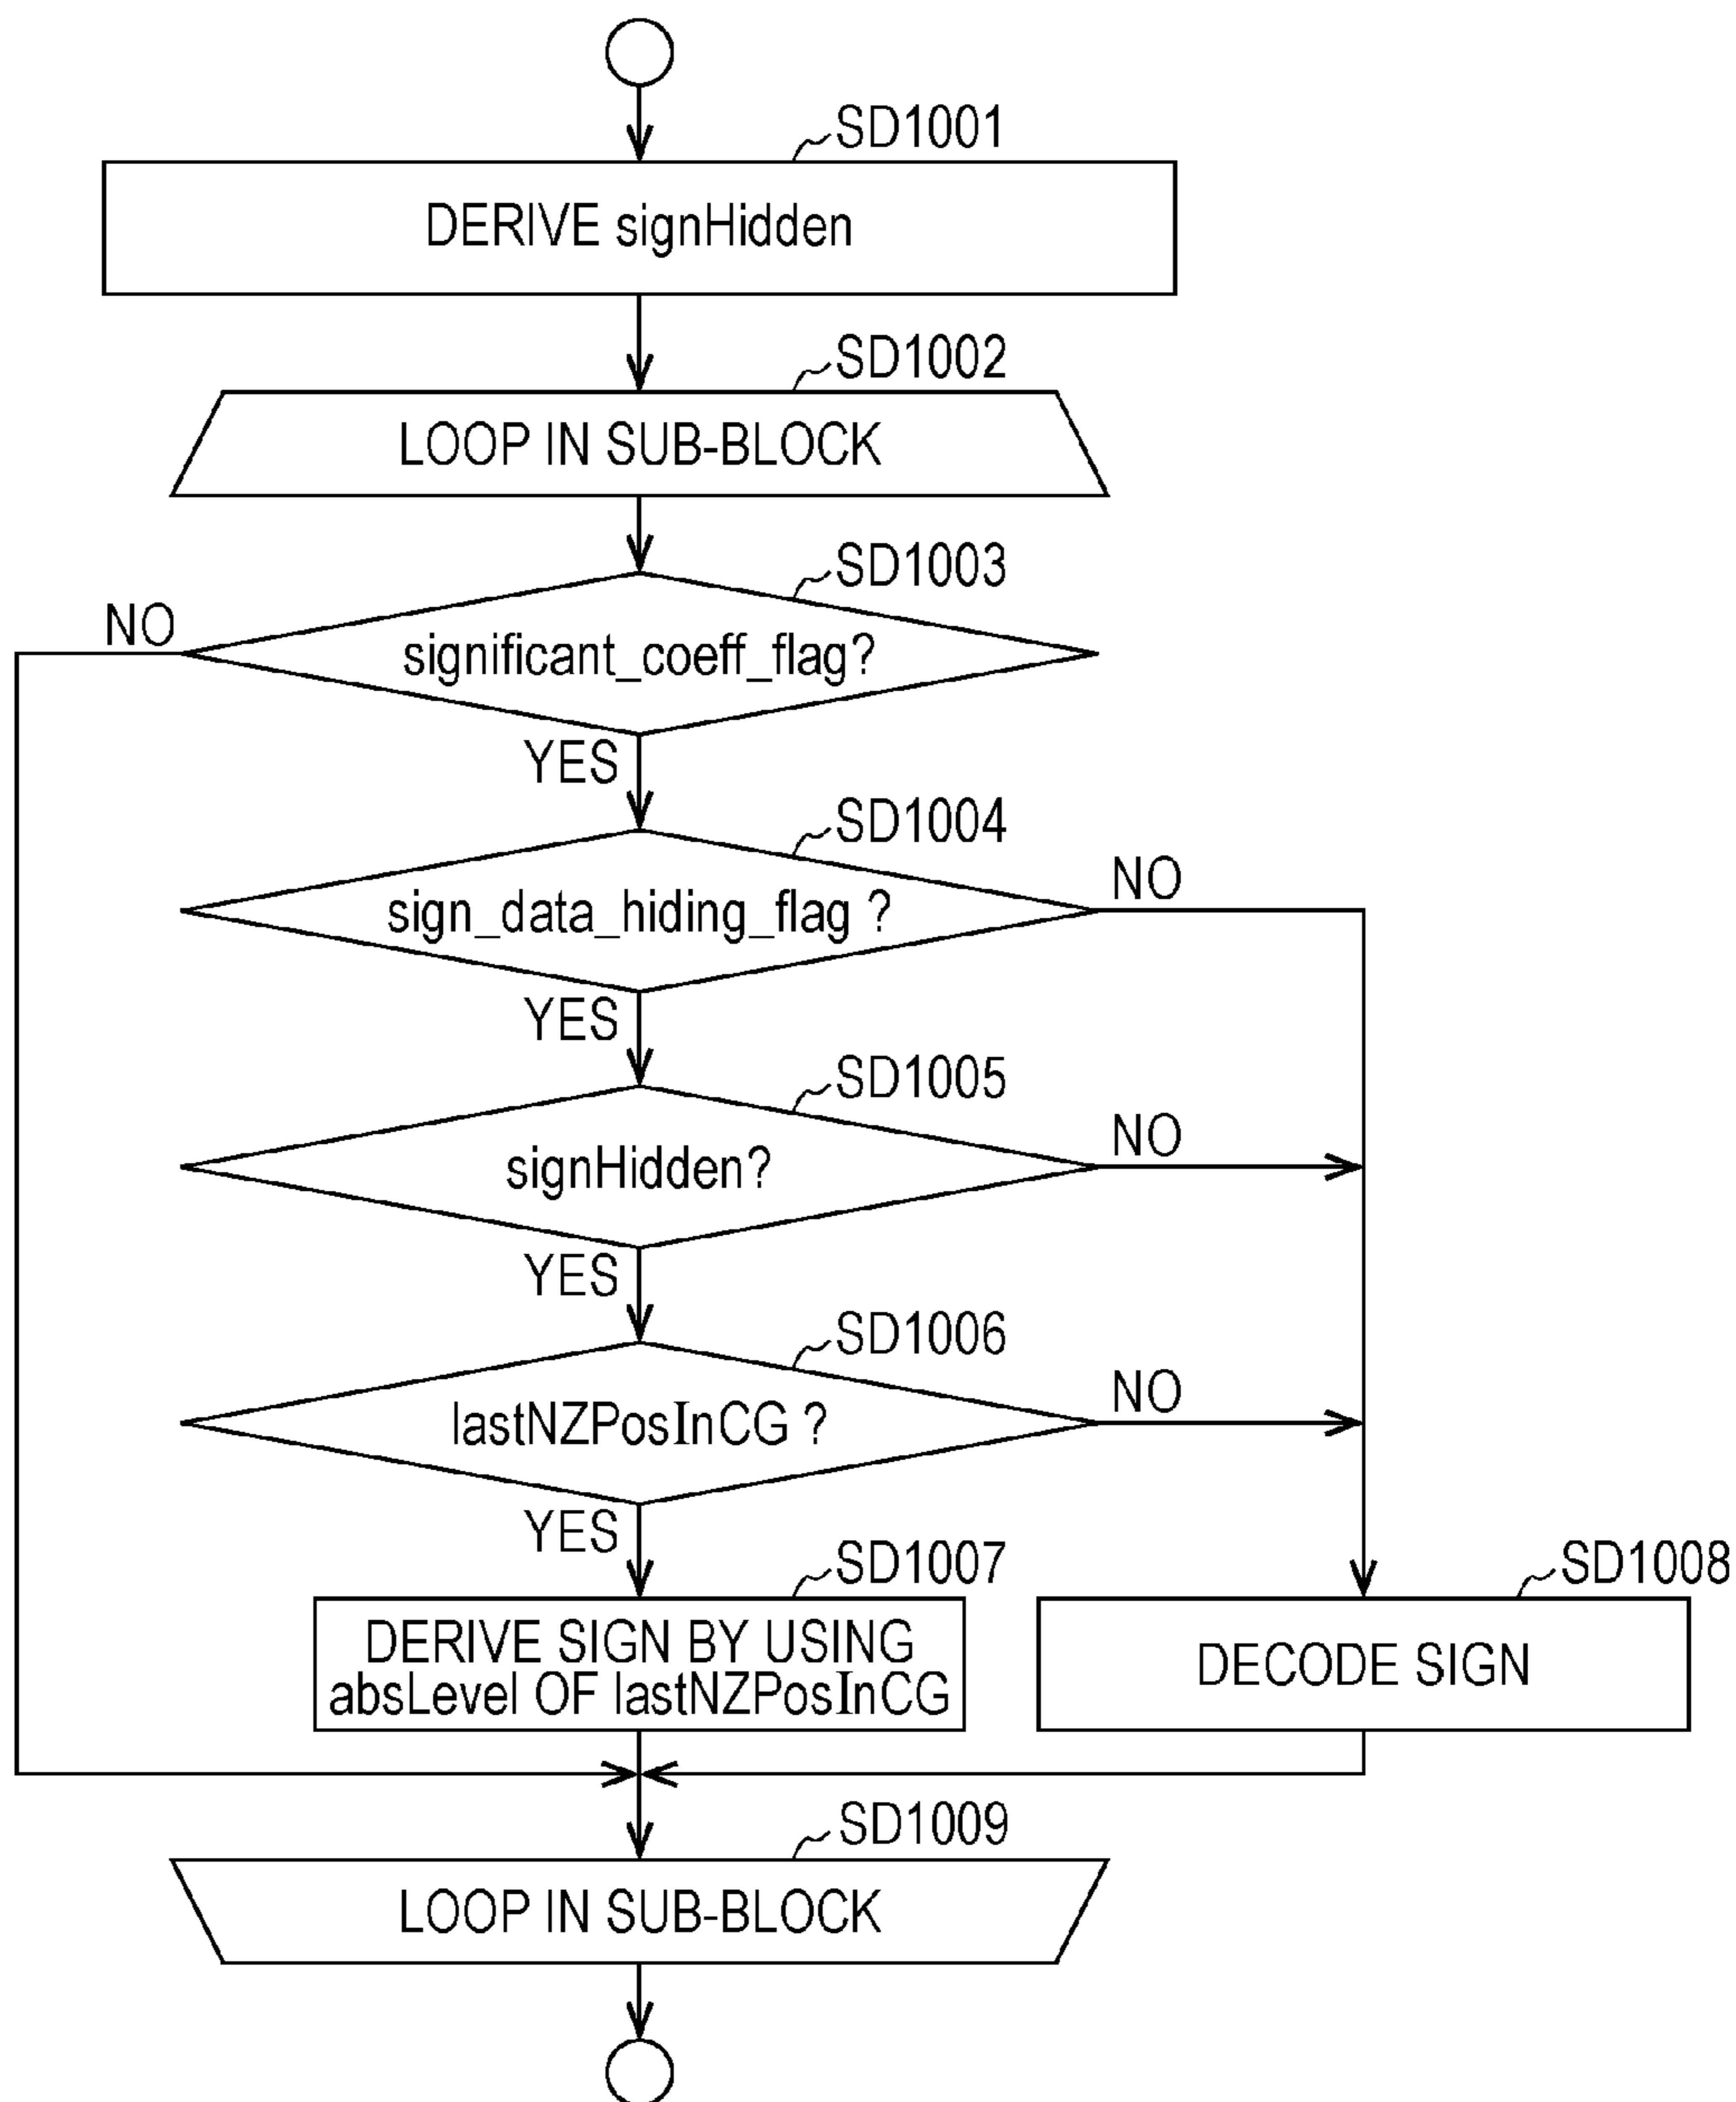 SD1001
DERIVE signHidden
SD1002
LOOP IN SUB-BLOCK
SD1003
NO
significant_coeff_flag?
YES
SD1004
NO
sign_data_hiding_flag ?
YES
SD1005
NO
signHidden?
YES
SD1006
NO
lastNZPosInCG ?
YES
SD1007
SD1008
DERIVE SIGN BY USING
absLevel OF lastNZPosInCG
DECODE SIGN
SD1009
LOOP IN SUB-BLOCK